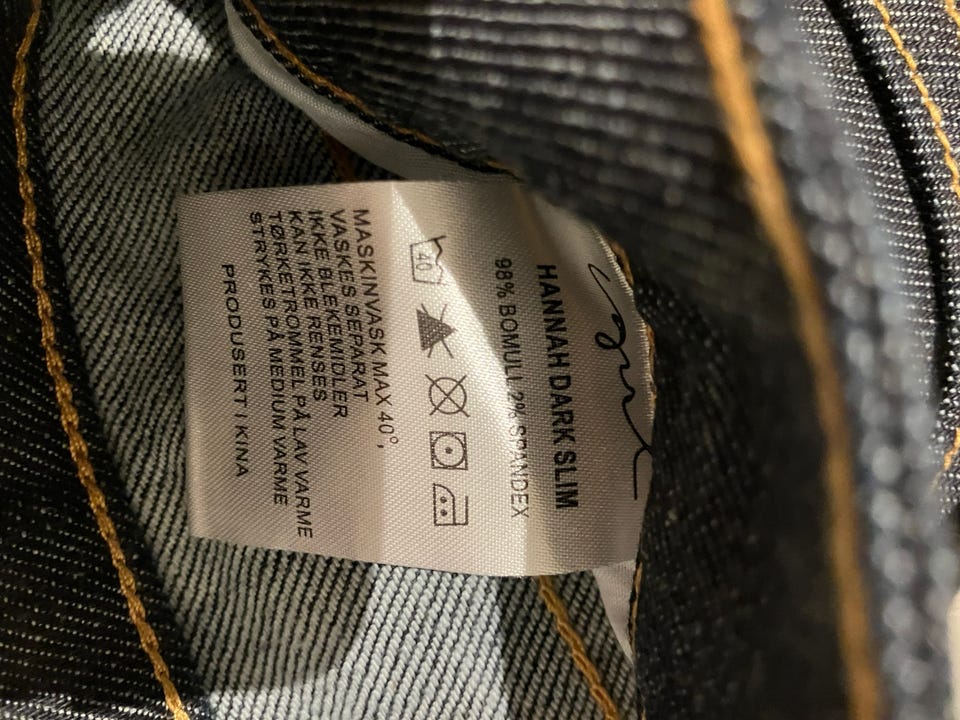 HANNAH DARK SLIM
98% BOMULL 2% SPANDEX
40
MASKINVASK MAX 40°,
VASKES SEPARAT
IKKE BLEKEMIDLER
KAN IKKE RENSES
TØRKETROMMEL PÅ LAV VARME
STRYKES PÅ MEDIUM VARME
PRODUSERT I KINA